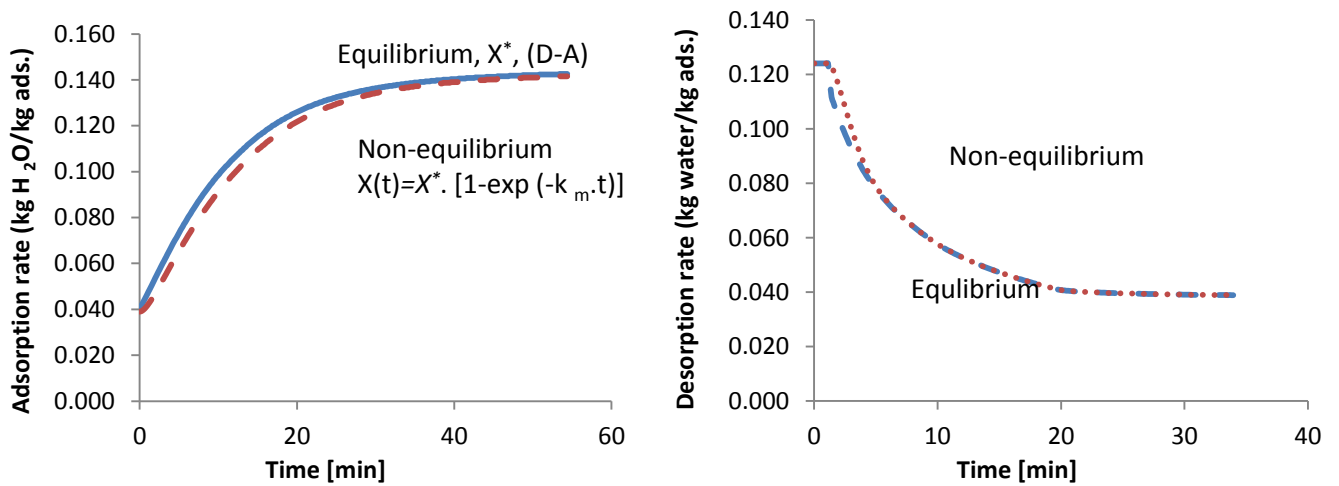 Adsorption rate (kg H2O/kg ads.)
0.160
0.140
0.120
0.100
0.080
0.060
0.040
0.020
0.000
Equilibrium, X*, (D-A)
Non-equilibrium
X(t)=X*. [1-exp (-k m.t)]
0 20 40 60
Time [min]
Desorption rate (kg water/kg ads.)
0.140
0.120
0.100
0.080
0.060
0.040
0.020
0.000
Non-equilibrium
Equlibrium
0 10 20 30 40
Time [min]